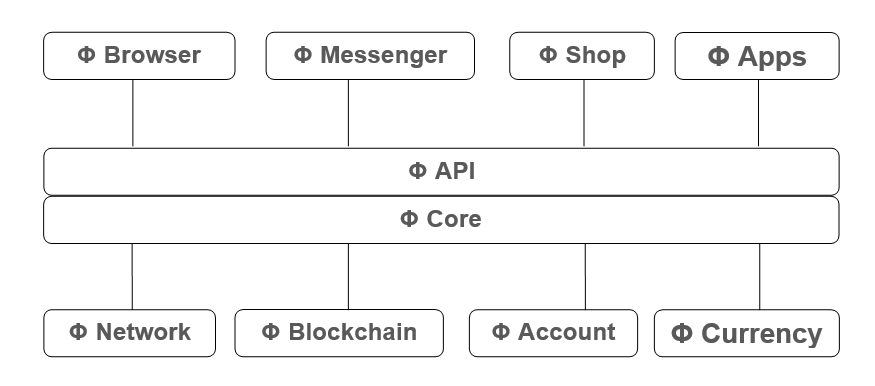 Φ Browser
Φ Messenger
Φ Shop
Φ Apps
Φ API
Φ Core
Φ Network
Φ Blockchain
Φ Account
Φ Currency